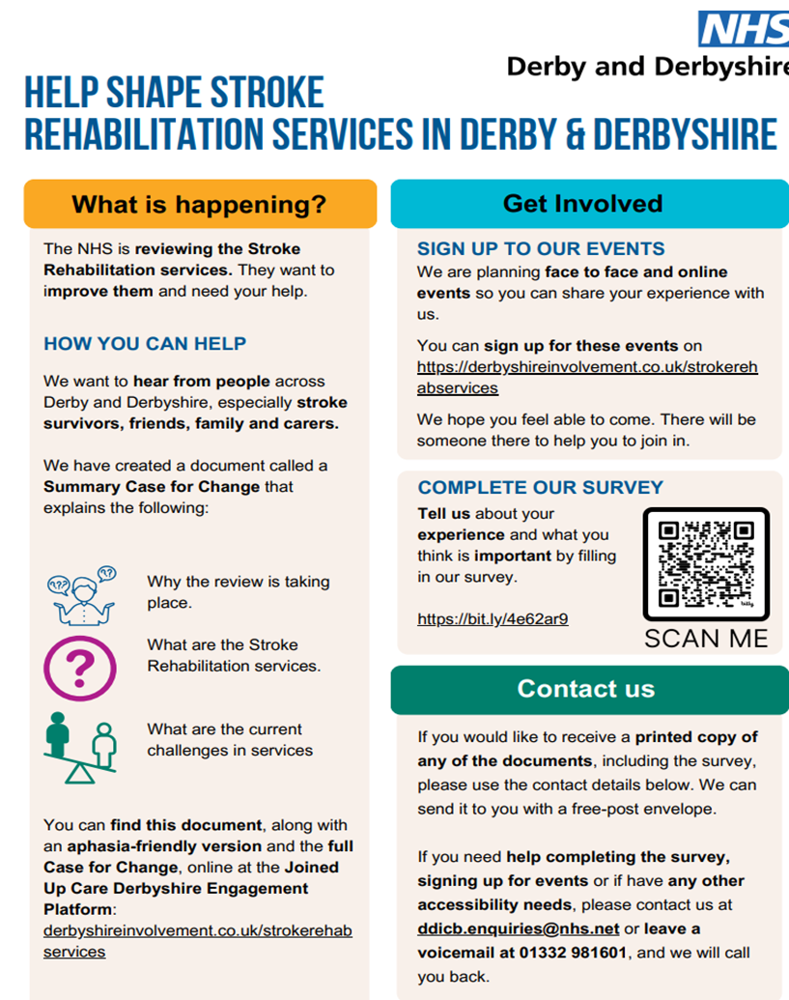 NHS
Derby and Derbyshire
HELP SHAPE STROKE
REHABILITATION SERVICES IN DERBY & DERBYSHIRE
What is happening?
The NHS is reviewing the Stroke
Rehabilitation services. They want to
improve them and need your help.
HOW YOU CAN HELP
We want to hear from people across
Derby and Derbyshire, especially stroke
survivors, friends, family and carers.
We have created a document called a
Summary Case for Change that
explains the following:
???
???
Why the review is taking
place.
?
What are the Stroke
Rehabilitation services.
What are the current
challenges in services
You can find this document, along with
an aphasia-friendly version and the full
Case for Change, online at the Joined
Up Care Derbyshire Engagement
Platform:
derbyshireinvolvement.co.uk/strokerehab
services
Get Involved
SIGN UP TO OUR EVENTS
We are planning face to face and online
events so you can share your experience with
us.
You can sign up for these events on
https://derbyshireinvolvement.co.uk/strokereh
abservices
We hope you feel able to come. There will be
someone there to help you to join in.
COMPLETE OUR SURVEY
Tell us about your
experience and what you
think is important by filling
in our survey.
https://bit.ly/4e62ar9
bitly
SCAN ME
Contact us
If you would like to receive a printed copy of
any of the documents, including the survey,
please use the contact details below. We can
send it to you with a free-post envelope.
If you need help completing the survey,
signing up for events or if have any other
accessibility needs, please contact us at
ddicb.enquiries@nhs.net or leave a
voicemail at 01332 981601, and we will call
you back.